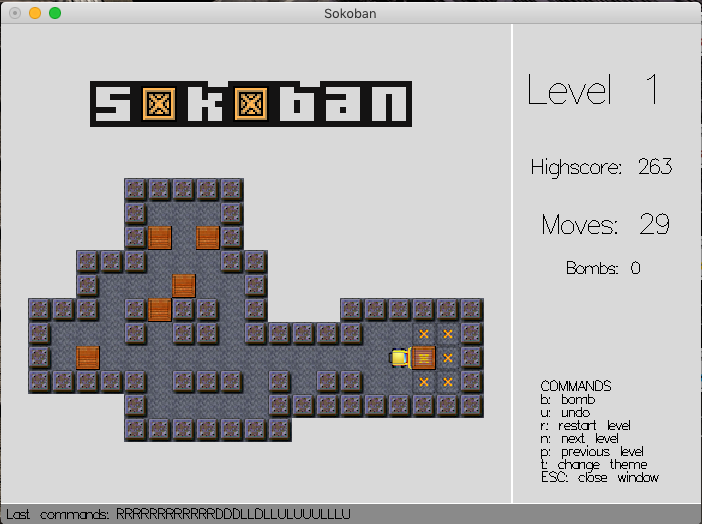 Sokoban
sokoban
Level 1
Highscore: 263
Moves: 29
Bombs: 0
COMMANDS
b: bomb
u: undo
r: restart level
n: next level
p: previous level
t: change theme
ESC: close window
Last commands: RRRRRRRRRRRRDDDLLDLLULUUULLLU